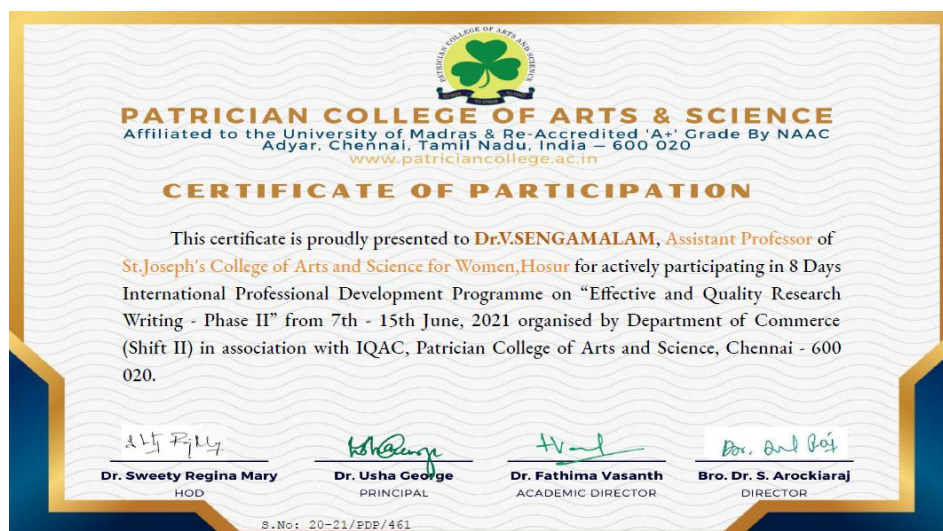 PATRICIAN COLLEGE OF ARTS AND SCIENCE
PATRICIAN COLLEGE OF ARTS & SCIENCE
Affiliated to the University of Madras & Re-Accredited 'A+' Grade By NAAC
Adyar, Chennai, Tamil Nadu, India – 600 020
www.patriciancollege.ac.in
CERTIFICATE OF PARTICIPATION
This certificate is proudly presented to Dr.V.SENGAMALAM, Assistant Professor of
St.Joseph's College of Arts and Science for Women,Hosur for actively participating in 8 Days
International Professional Development Programme on “Effective and Quality Research
Writing - Phase II” from 7th - 15th June, 2021 organised by Department of Commerce
(Shift II) in association with IQAC, Patrician College of Arts and Science, Chennai - 600
020.
Dr. Sweety Regina Mary Dr. Usha George Dr. Fathima Vasanth Bro. Dr. S. Arockiaraj
HOD PRINCIPAL ACADEMIC DIRECTOR DIRECTOR
S.No: 20-21/PDP/461